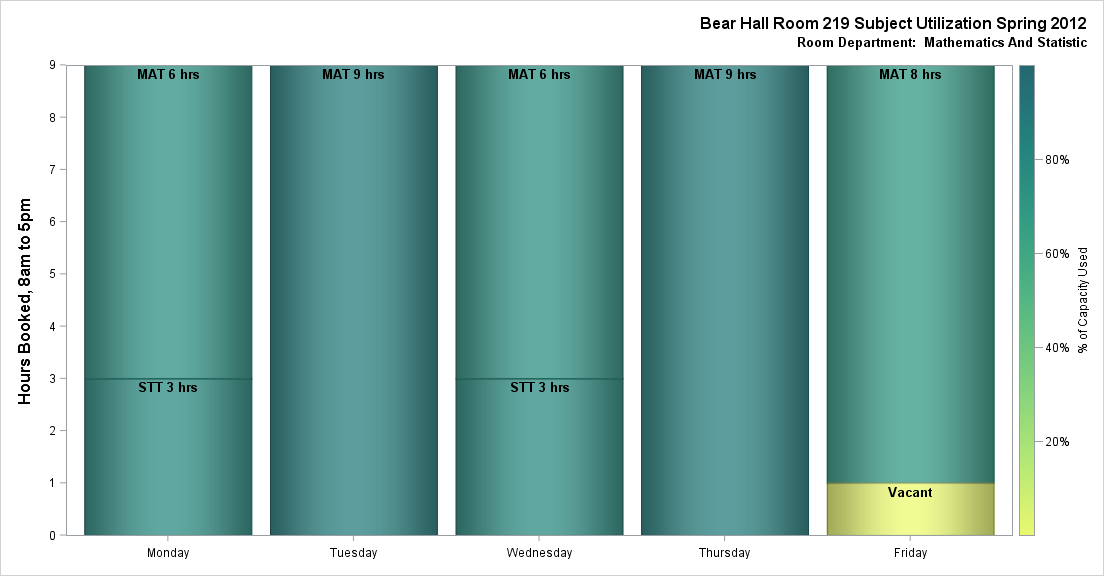 Bear Hall Room 219 Subject Utilization Spring 2012
Room Department:  Mathematics And Statistic
Hours Booked, 8am to 5pm
9
8
7
6
5
4
3
2
1
0
MAT 6 hrs
STT 3 hrs
MAT 9 hrs
MAT 6 hrs
STT 3 hrs
MAT 9 hrs
MAT 8 hrs
Vacant
Monday
Tuesday
Wednesday
Thursday
Friday
80%
60%
40%
20%
% of Capacity Used